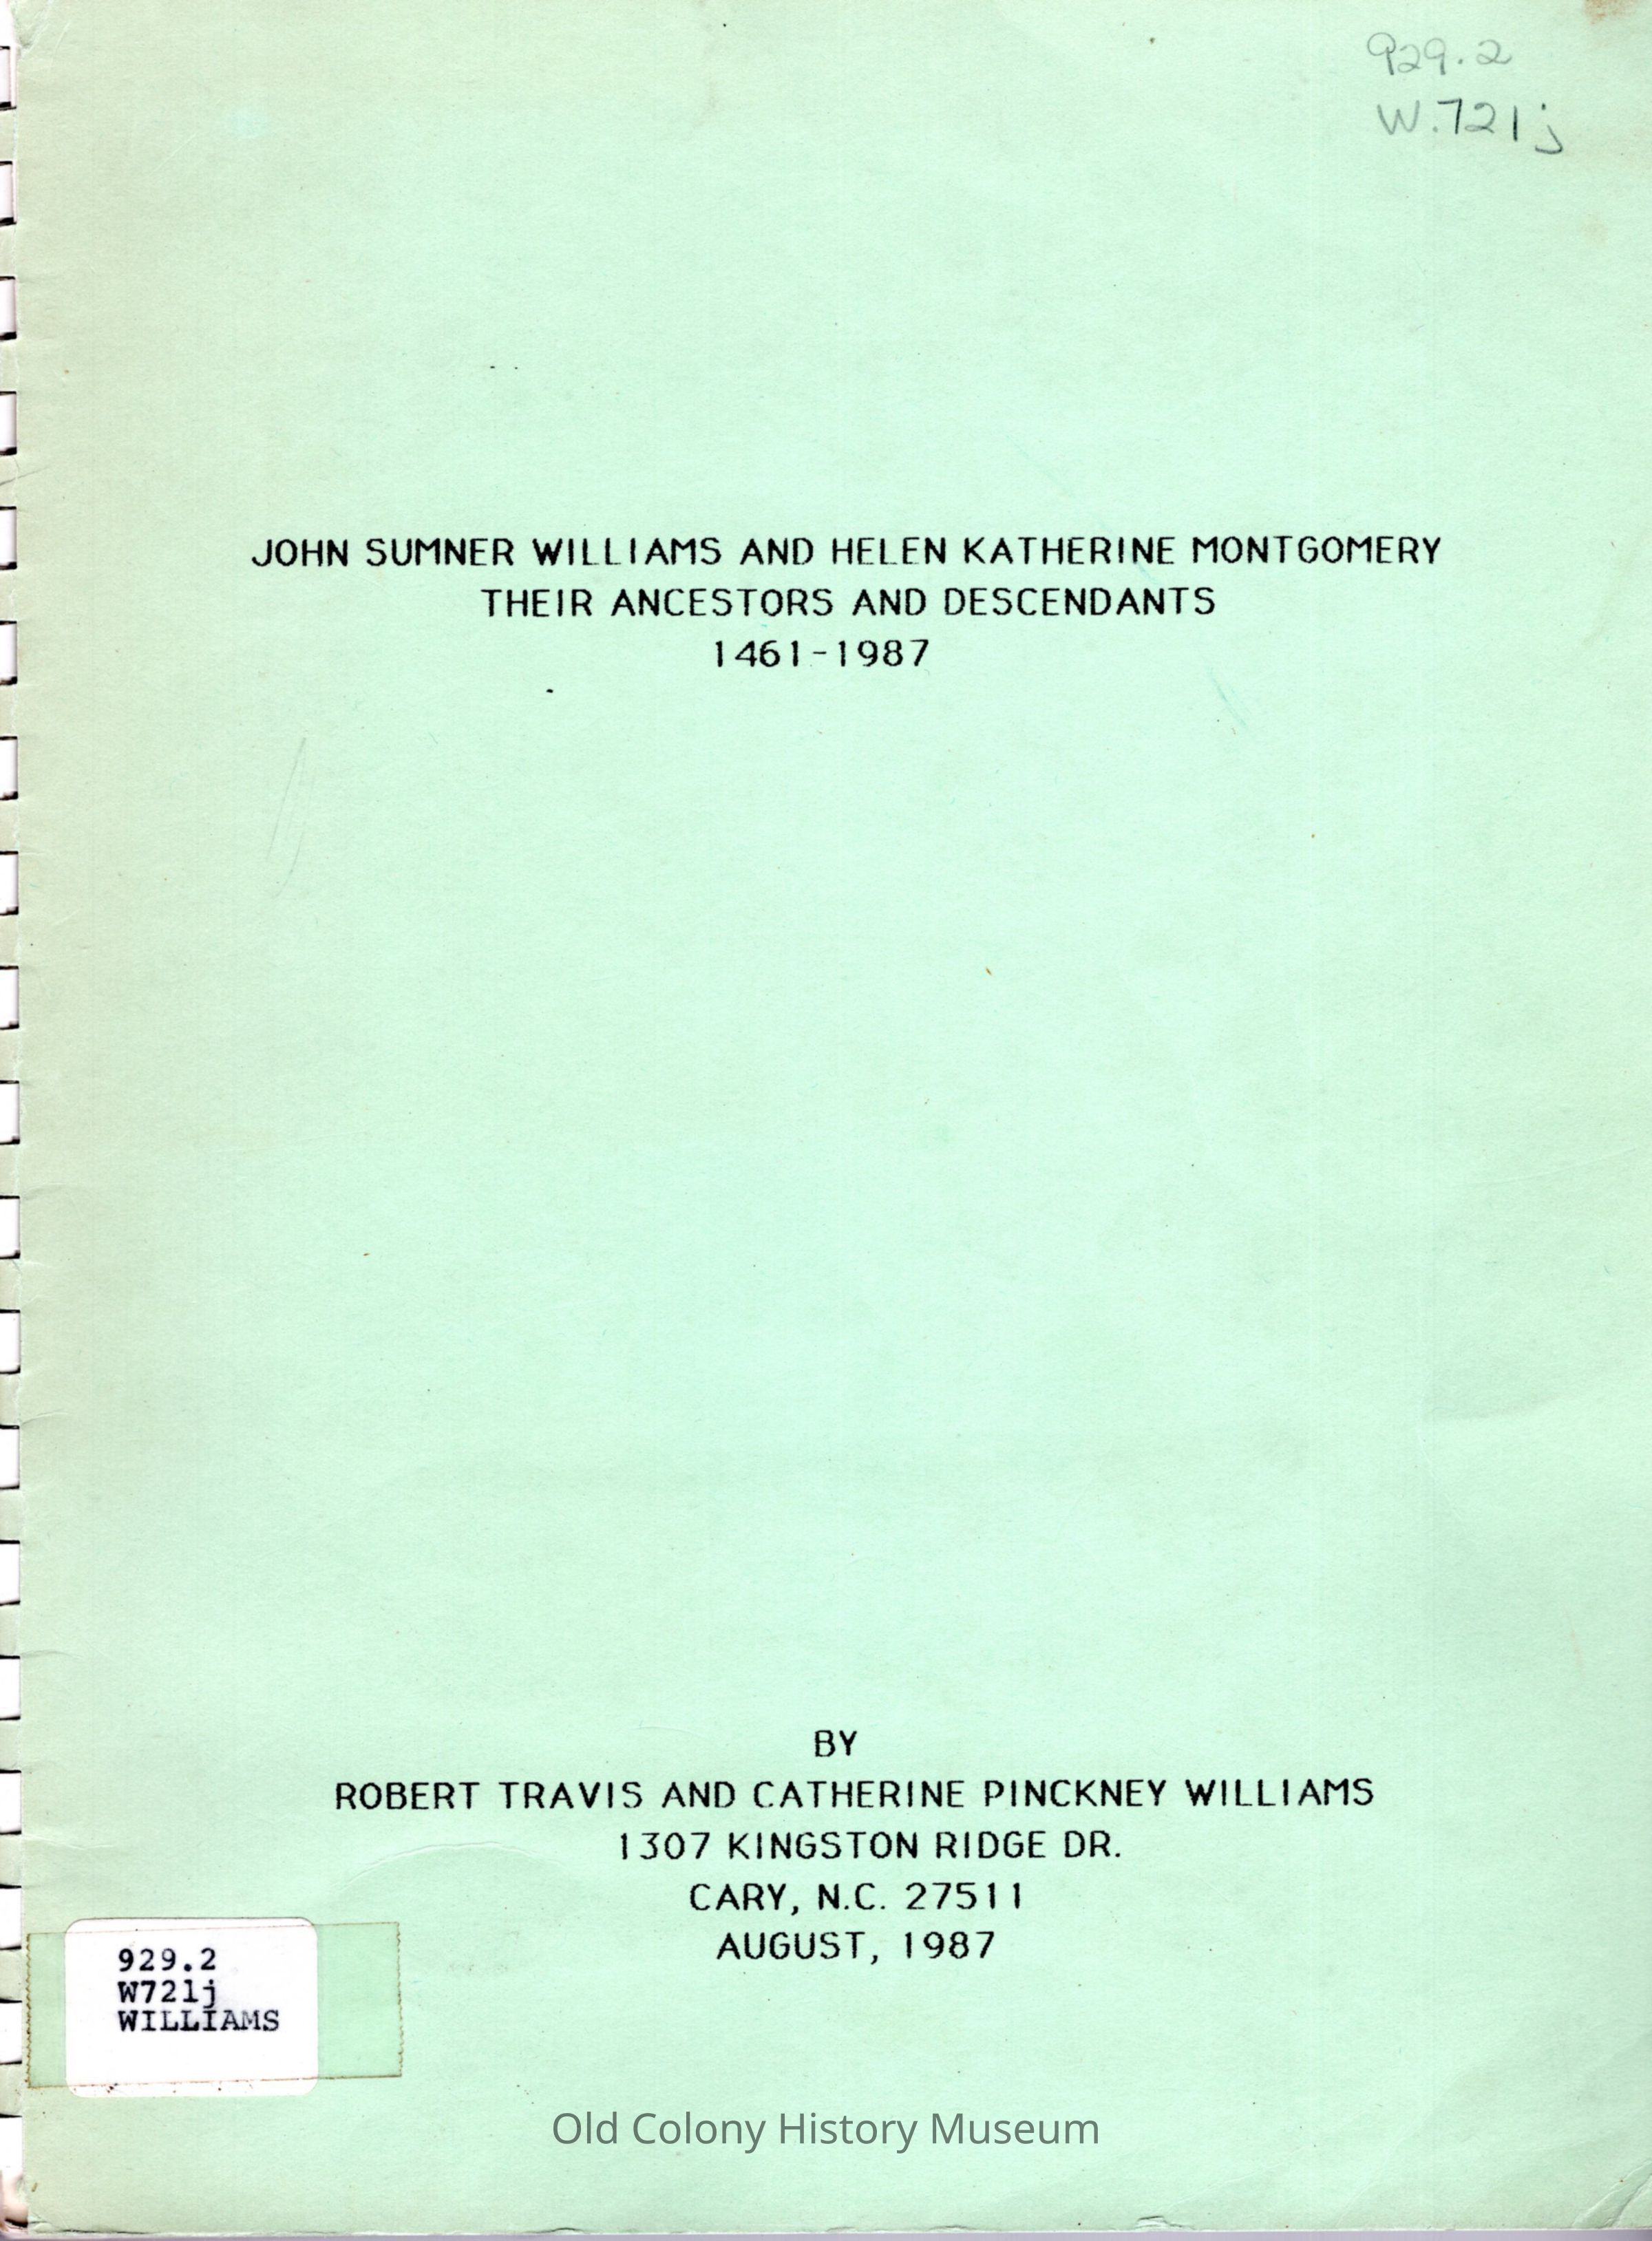 929.2
W.721j
JOHN SUMNER WILLIAMS AND HELEN KATHERINE MONTGOMERY
THEIR ANCESTORS AND DESCENDANTS
1461-1987
BY
ROBERT TRAVIS AND CATHERINE PINCKNEY WILLIAMS
1307 KINGSTON RIDGE DR.
CARY, N.C. 27511
AUGUST, 1987
929.2
W721j
WILLIAMS
Old Colony History Museum